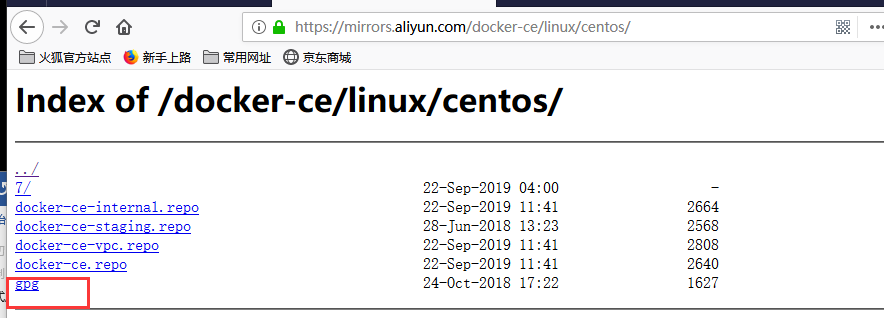 https://mirrors.aliyun.com/docker-ce/linux/centos/
火狐官方站点 新手上路 常用网址 京东商城
Index of /docker-ce/linux/centos/
../
7/ 22-Sep-2019 04:00 -
docker-ce-internal.repo 22-Sep-2019 11:41 2664
docker-ce-staging.repo 28-Jun-2018 13:23 2568
docker-ce-vpc.repo 22-Sep-2019 11:41 2808
docker-ce.repo 22-Sep-2019 11:41 2640
gpg 24-Oct-2018 17:22 1627